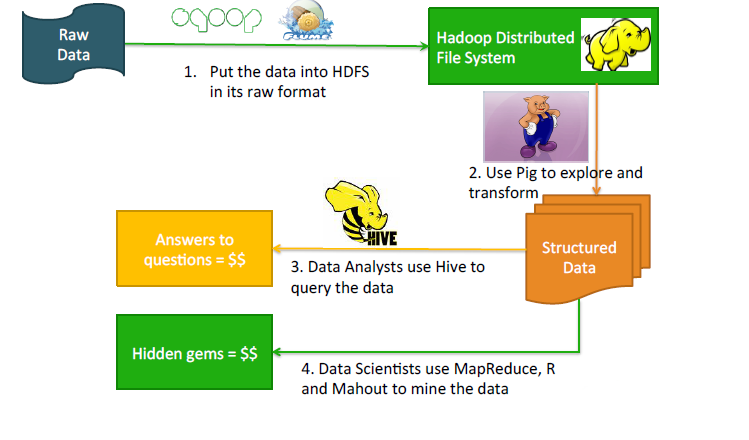 Raw
Data
sqoop
FLUME
Hadoop Distributed
File System
1. Put the data into HDFS
in its raw format
2. Use Pig to explore and
transform
HIVE
Answers to
questions = $$
Structured
Data
3. Data Analysts use Hive to
query the data
Hidden gems = $$
4. Data Scientists use MapReduce, R
and Mahout to mine the data